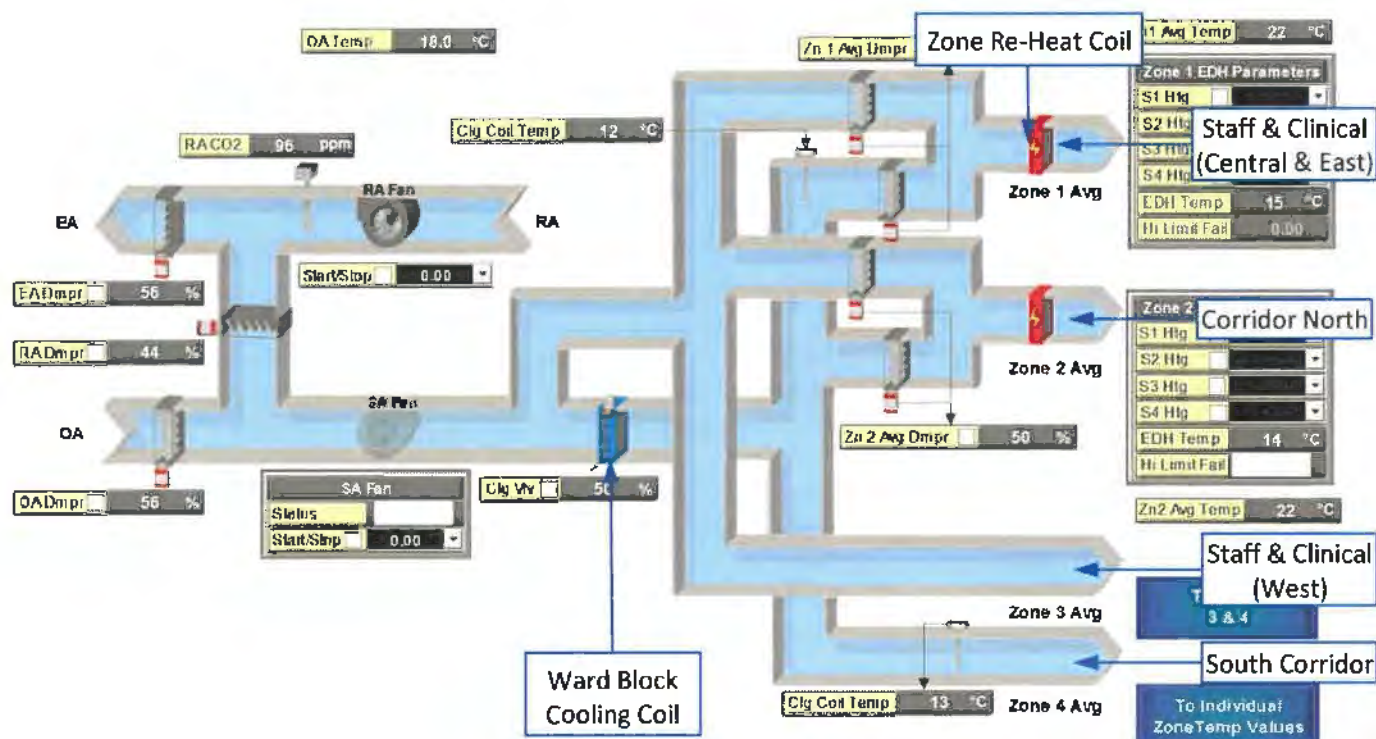 OA Temp 18.0 °C
Zn 1 Avg Dmpr
Zone Re-Heat Coil
Avg Temp 22 °C
Zone 1 EDH Parameters
S1 Htg
S2 Htg
S4 Htg
Staff & Clinical
(Central & East)
EDH Temp 15 °C
Hi Limit Fail 0.00
Clg Coil Temp 12 °C
RACO2 96 ppm
RA Fan
EA
RA
Zone 1 Avg
Start/Stop 0.00
EADmpr 56 %
RADmpr 44 %
Zone 2
S1 Htg
Corridor North
S2 Htg
S3 Htg
S4 Htg
EDH Temp 14 °C
Hi Limit Fail
Zone 2 Avg
SA Fan
OA
Zn 2 Avg Dmpr 50 %
OADmpr 56 %
SA Fan
Status
Start/Stop 0.00
Clg Vlv 50 %
Zn2 Avg Temp 22 °C
Staff & Clinical
(West)
Zone 3 Avg
3 & 4
Ward Block
Cooling Coil
South Corridor
Clg Coil Temp 13 °C
Zone 4 Avg
To Individual
ZoneTemp Values